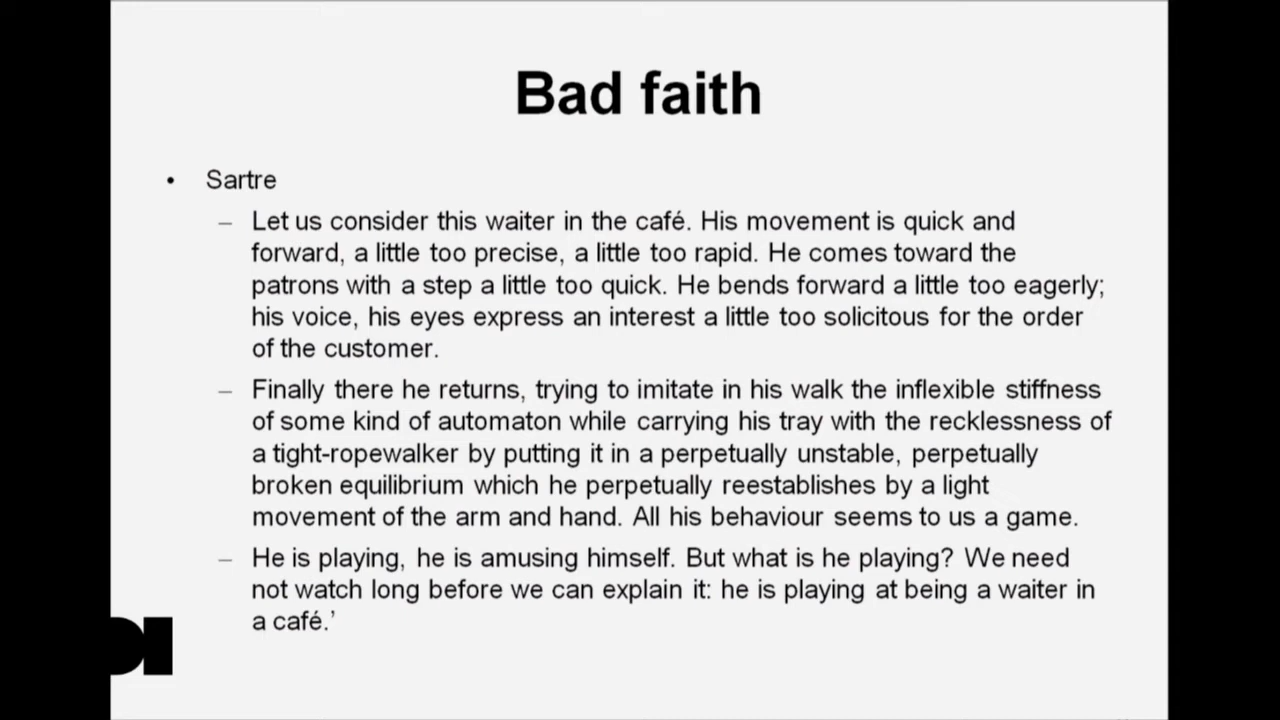 Bad faith
• Sartre
– Let us consider this waiter in the café. His movement is quick and
forward, a little too precise, a little too rapid. He comes toward the
patrons with a step a little too quick. He bends forward a little too eagerly;
his voice, his eyes express an interest a little too solicitous for the order
of the customer.
– Finally there he returns, trying to imitate in his walk the inflexible stiffness
of some kind of automaton while carrying his tray with the recklessness of
a tight-ropewalker by putting it in a perpetually unstable, perpetually
broken equilibrium which he perpetually reestablishes by a light
movement of the arm and hand. All his behaviour seems to us a game.
– He is playing, he is amusing himself. But what is he playing? We need
not watch long before we can explain it: he is playing at being a waiter in
a café.’